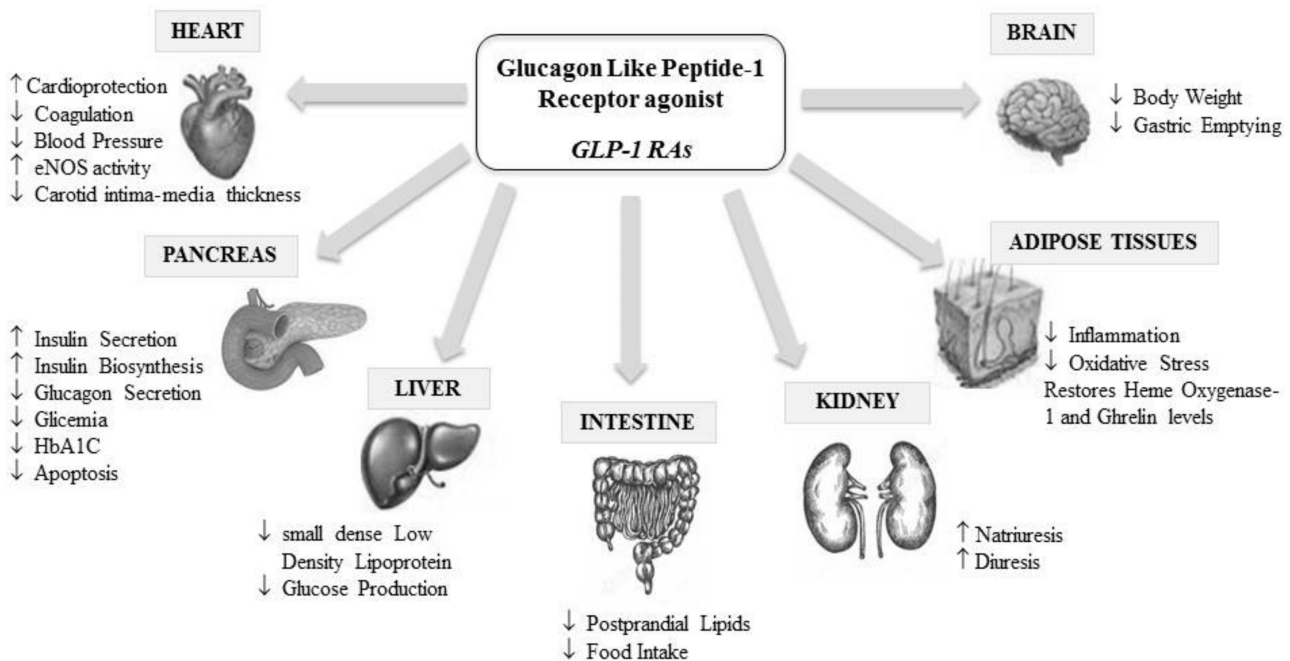 Glucagon Like Peptide-1
Receptor agonist
GLP-1 RAs
HEART
↑ Cardioprotection
↓ Coagulation
↓ Blood Pressure
↑ eNOS activity
↓ Carotid intima-media thickness
BRAIN
↓ Body Weight
↓ Gastric Emptying
PANCREAS
↑ Insulin Secretion
↑ Insulin Biosynthesis
↓ Glucagon Secretion
↓ Glicemia
↓ HbA1C
↓ Apoptosis
LIVER
↓ small dense Low
Density Lipoprotein
↓ Glucose Production
INTESTINE
↓ Postprandial Lipids
↓ Food Intake
KIDNEY
↑ Natriuresis
↑ Diuresis
ADIPOSE TISSUES
↓ Inflammation
↓ Oxidative Stress
Restores Heme Oxygenase-
1 and Ghrelin levels